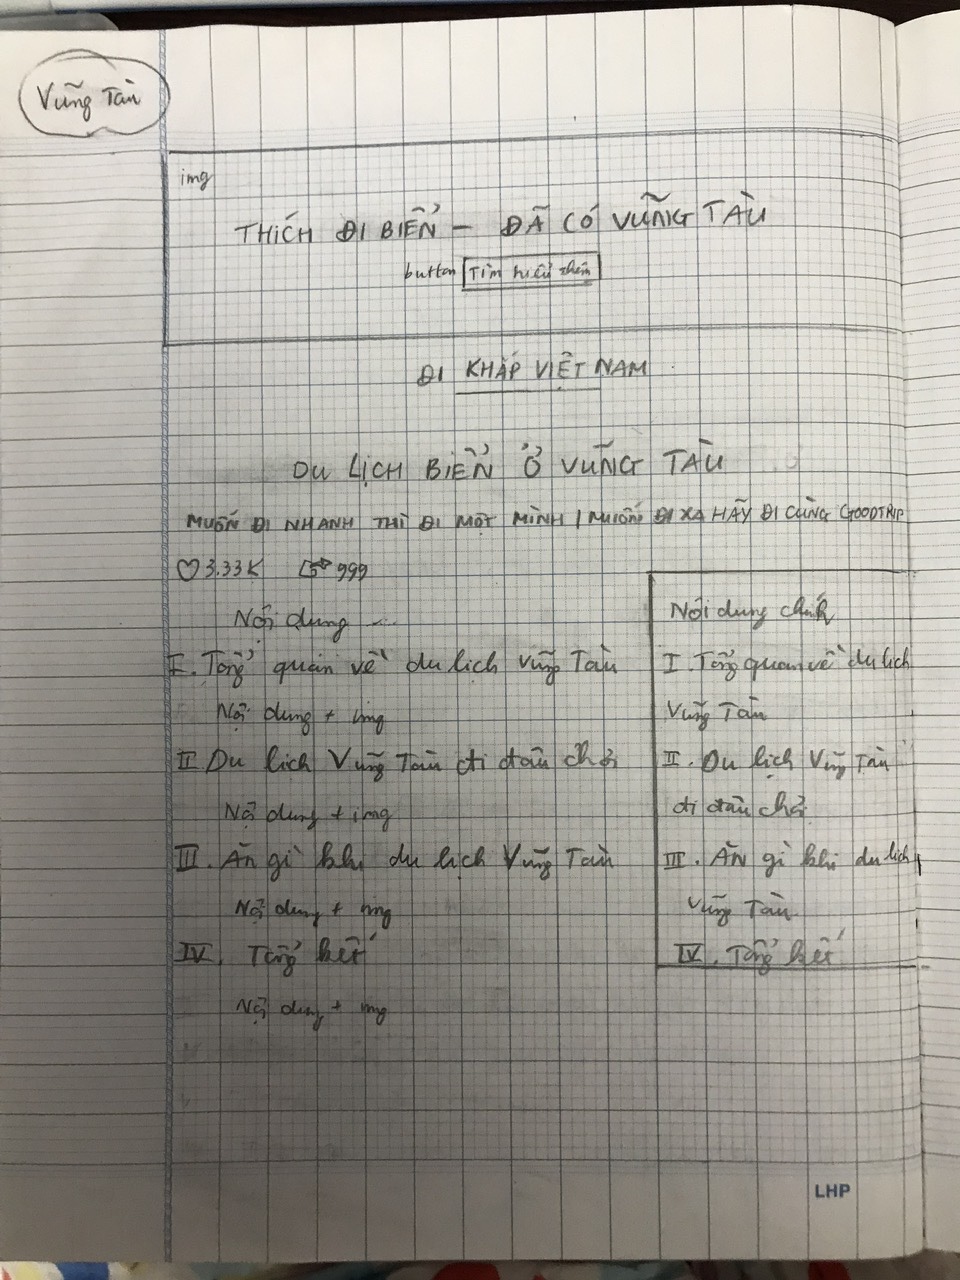 Vũng Tàu
img
THÍCH ĐI BIỂN – ĐÃ CÓ VŨNG TÀU
button Tìm hiểu thêm
ĐI KHẮP VIỆT NAM
DU LỊCH BIỂN Ở VŨNG TÀU
MUỐN ĐI NHANH THÌ ĐI MỘT MÌNH / MUỐN ĐI XA HÃY ĐI CÙNG GOODTRIP
♡ 3.33K 999
Nội dung ...
I. Tổng quan về du lịch Vũng Tàu
Nội dung + img
II Du lịch Vũng Tàu đi đâu chơi
Nội dung + img
III. Ăn gì khi du lịch Vũng Tàu
Nội dung + img
IV. Tổng kết
Nội dung + img
Nội dung chính
I. Tổng quan về du lịch
Vũng Tàu
II. Du lịch Vũng Tàu
đi đâu chơi
III. Ăn gì khi du lịch
Vũng Tàu
IV. Tổng kết
LHP